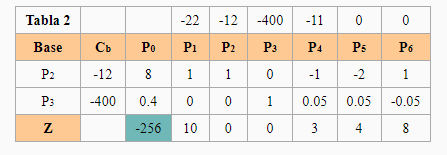 Tabla 2 -22 -12 -400 -11 0 0
Base Cb P0 P1 P2 P3 P4 P5 P6
P2 -12 8 1 1 0 -1 -2 1
P3 -400 0.4 0 0 1 0.05 0.05 -0.05
Z -256 10 0 0 3 4 8